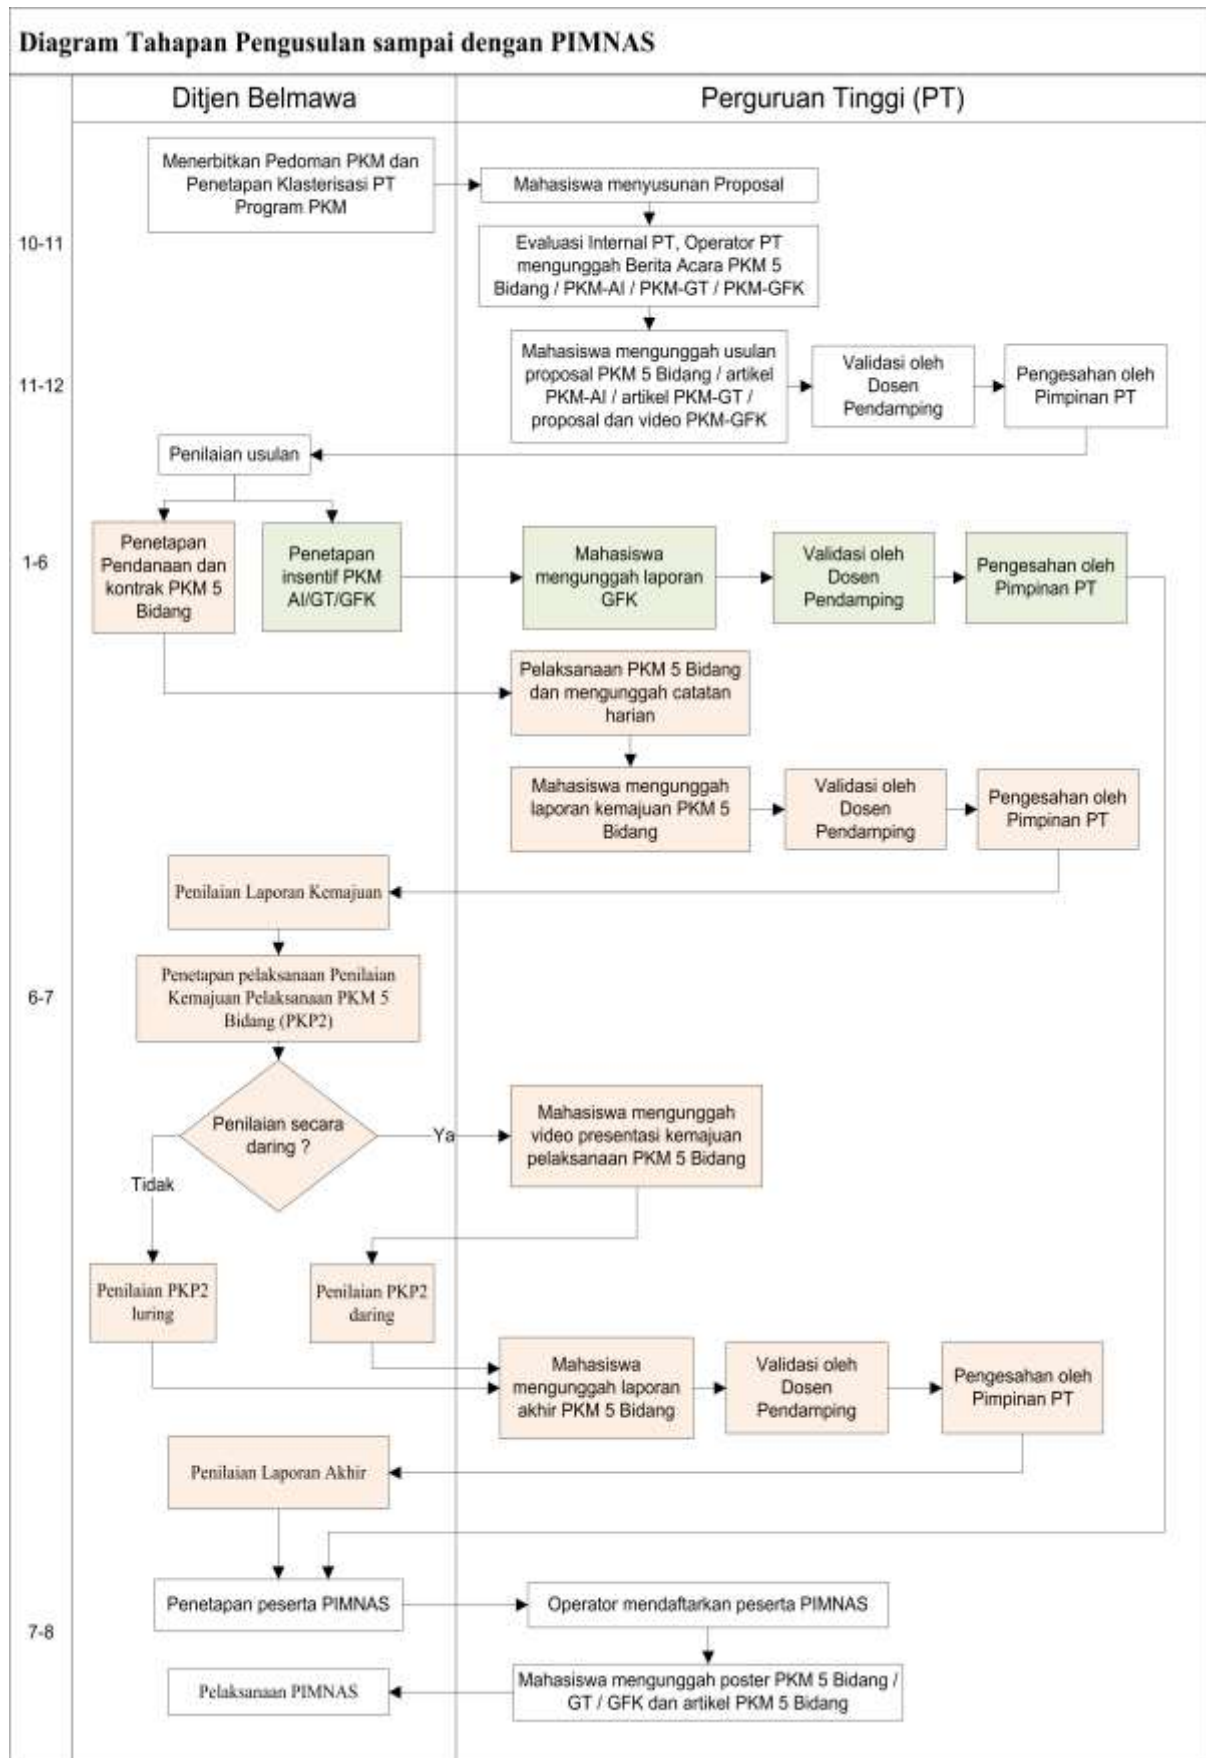 Diagram Tahapan Pengusulan sampai dengan PIMNAS
Ditjen Belmawa
Perguruan Tinggi (PT)
Menerbitkan Pedoman PKM dan
Penetapan Klasterisasi PT
Program PKM
Mahasiswa menyusunan Proposal
10-11
Evaluasi Internal PT, Operator PT
mengunggah Berita Acara PKM 5
Bidang / PKM-AI / PKM-GT / PKM-GFK
11-12
Mahasiswa mengunggah usulan
proposal PKM 5 Bidang / artikel
PKM-AI / artikel PKM-GT /
proposal dan video PKM-GFK
Validasi oleh
Dosen
Pendamping
Pengesahan oleh
Pimpinan PT
Penilaian usulan
1-6
Penetapan
Pendanaan dan
kontrak PKM 5
Bidang
Penetapan
insentif PKM
AI/GT/GFK
Mahasiswa
mengunggah laporan
GFK
Validasi oleh
Dosen
Pendamping
Pengesahan oleh
Pimpinan PT
Pelaksanaan PKM 5 Bidang
dan mengunggah catatan
harian
Mahasiswa mengunggah
laporan kemajuan PKM 5
Bidang
Validasi oleh
Dosen
Pendamping
Pengesahan oleh
Pimpinan PT
Penilaian Laporan Kemajuan
6-7
Penetapan pelaksanaan Penilaian
Kemajuan Pelaksanaan PKM 5
Bidang (PKP2)
Penilaian secara
daring ?
Ya
Tidak
Mahasiswa mengunggah
video presentasi kemajuan
pelaksanaan PKM 5 Bidang
Penilaian PKP2
luring
Penilaian PKP2
daring
Mahasiswa
mengunggah laporan
akhir PKM 5 Bidang
Validasi oleh
Dosen
Pendamping
Pengesahan oleh
Pimpinan PT
Penilaian Laporan Akhir
7-8
Penetapan peserta PIMNAS
Operator mendaftarkan peserta PIMNAS
Mahasiswa mengunggah poster PKM 5 Bidang /
GT / GFK dan artikel PKM 5 Bidang
Pelaksanaan PIMNAS